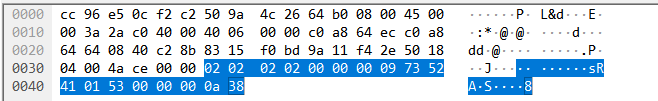 0000 cc 96 e5 0c f2 c2 50 9a 4c 26 64 b0 08 00 45 00 ······P· L&d···E·
0010 00 3a 2a c0 40 00 40 06 00 00 c0 a8 64 ec c0 a8 ·:*·@·@· ····d···
0020 64 64 08 40 c2 8b 83 15 f0 bd 9a 11 f4 2e 50 18 dd·@···· ·····.P·
0030 04 00 4a ce 00 00 02 02 02 02 00 00 00 09 73 52 ··J····· ······sR
0040 41 01 53 00 00 00 0a 38 A·S····8